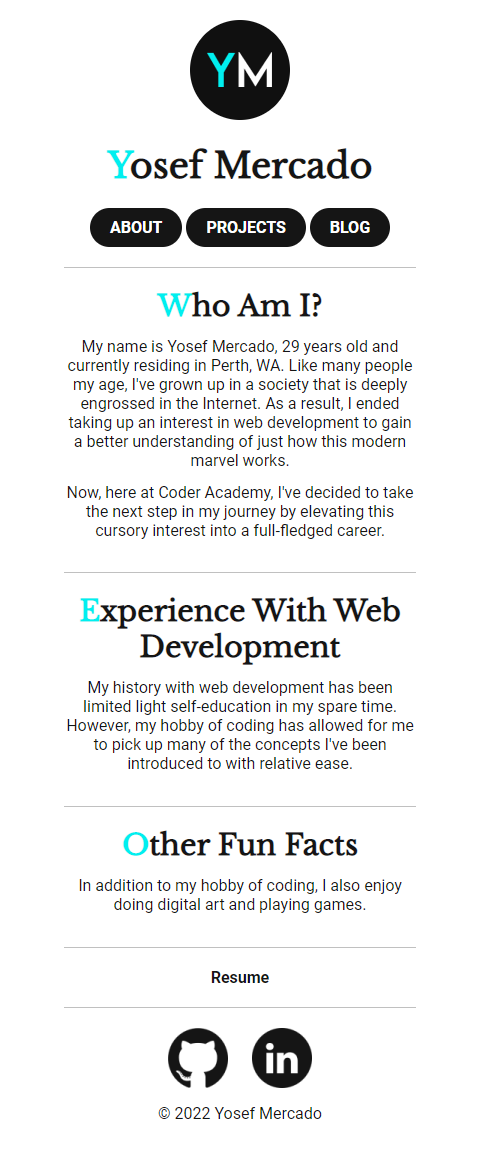 YM
Yosef Mercado
ABOUT PROJECTS BLOG
Who Am I?
My name is Yosef Mercado, 29 years old and
currently residing in Perth, WA. Like many people
my age, I've grown up in a society that is deeply
engrossed in the Internet. As a result, I ended
taking up an interest in web development to gain
a better understanding of just how this modern
marvel works.
Now, here at Coder Academy, I've decided to take
the next step in my journey by elevating this
cursory interest into a full-fledged career.
Experience With Web
Development
My history with web development has been
limited light self-education in my spare time.
However, my hobby of coding has allowed for me
to pick up many of the concepts I've been
introduced to with relative ease.
Other Fun Facts
In addition to my hobby of coding, I also enjoy
doing digital art and playing games.
Resume
in
© 2022 Yosef Mercado